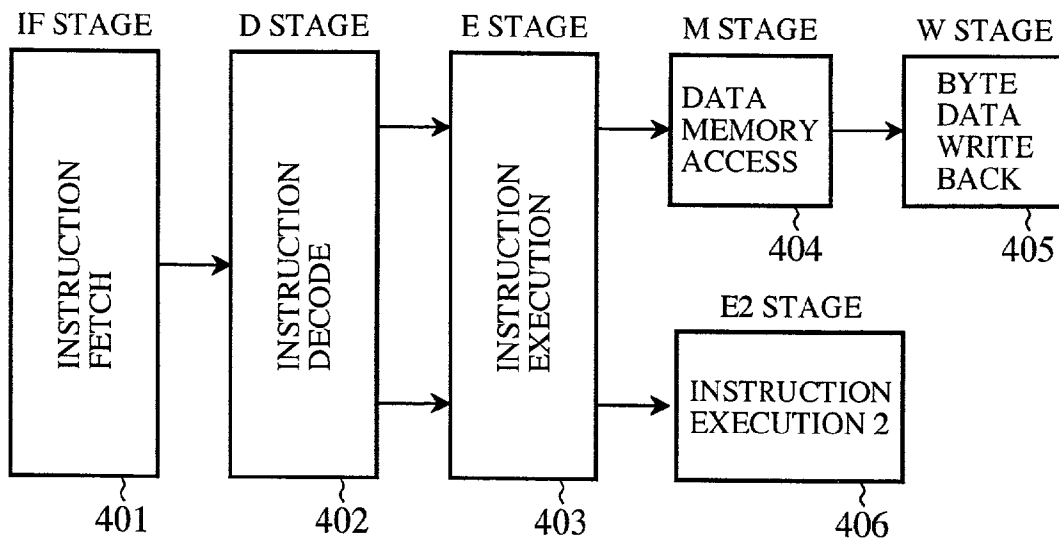 IF STAGE
D STAGE
E STAGE
M STAGE
W STAGE
INSTRUCTION
FETCH
INSTRUCTION
DECODE
INSTRUCTION
EXECUTION
DATA
MEMORY
ACCESS
BYTE
DATA
WRITE
BACK
404
405
E2 STAGE
INSTRUCTION
EXECUTION 2
401
402
403
406